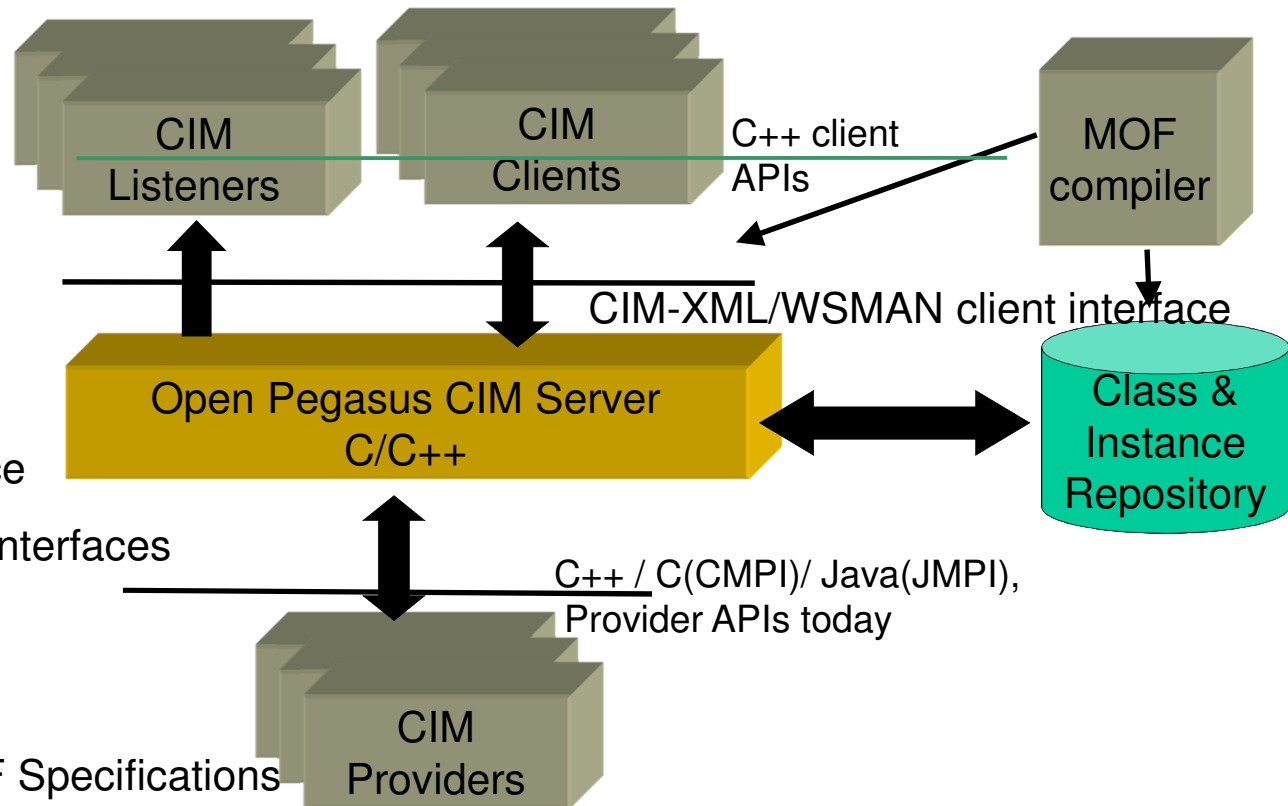 CIM
Listeners
CIM
Clients
C++ client
APIs
MOF
compiler
CIM-XML/WSMAN client interface
Open Pegasus CIM Server
C/C++
Class &
Instance
Repository
nterfaces
C++ / C(CMPI)/ Java(JMPI),
Provider APIs today
CIM
Providers
F Specifications